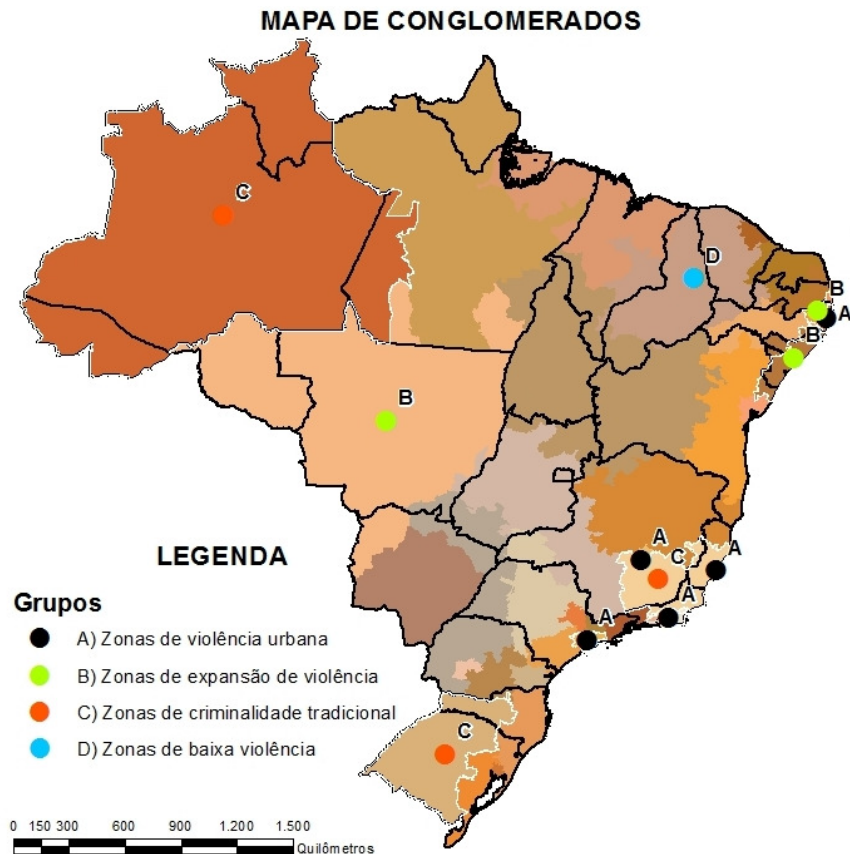 MAPA DE CONGLOMERADOS
C
D
B
A
B
B
A
C
A
A
A
C
LEGENDA
Grupos
A) Zonas de violência urbana
B) Zonas de expansão de violência
C) Zonas de criminalidade tradicional
D) Zonas de baixa violência
0 150 300 600 900 1.200 1.500
Quilômetros